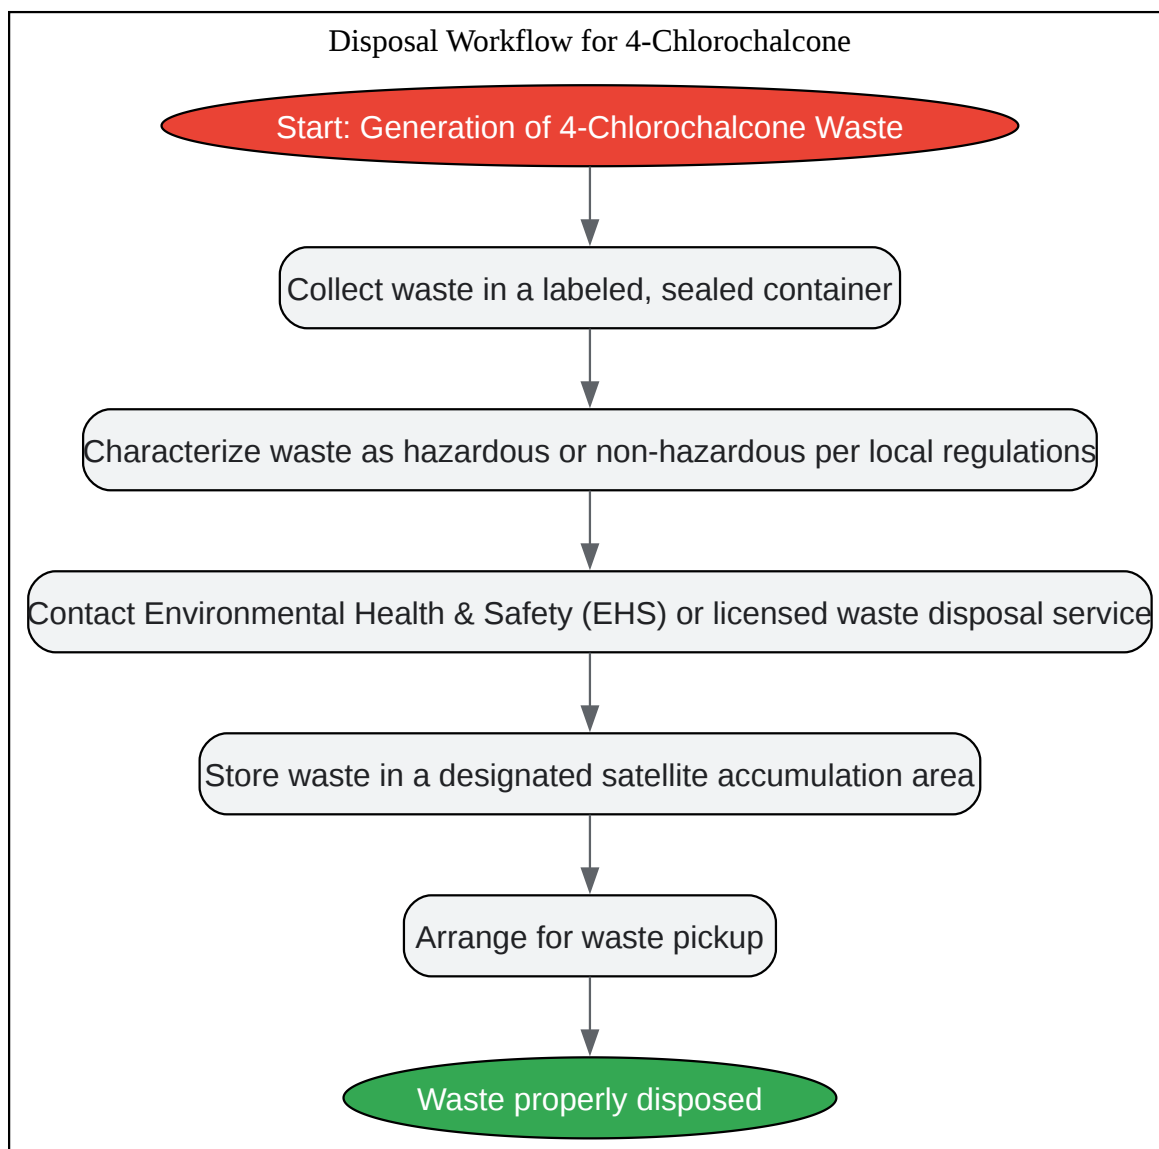 Disposal Workflow for 4-Chlorochalcone
Start: Generation of 4-Chlorochalcone Waste
Collect waste in a labeled, sealed container
Characterize waste as hazardous or non-hazardous per local regulations
Contact Environmental Health & Safety (EHS) or licensed waste disposal service
Store waste in a designated satellite accumulation area
Arrange for waste pickup
Waste properly disposed